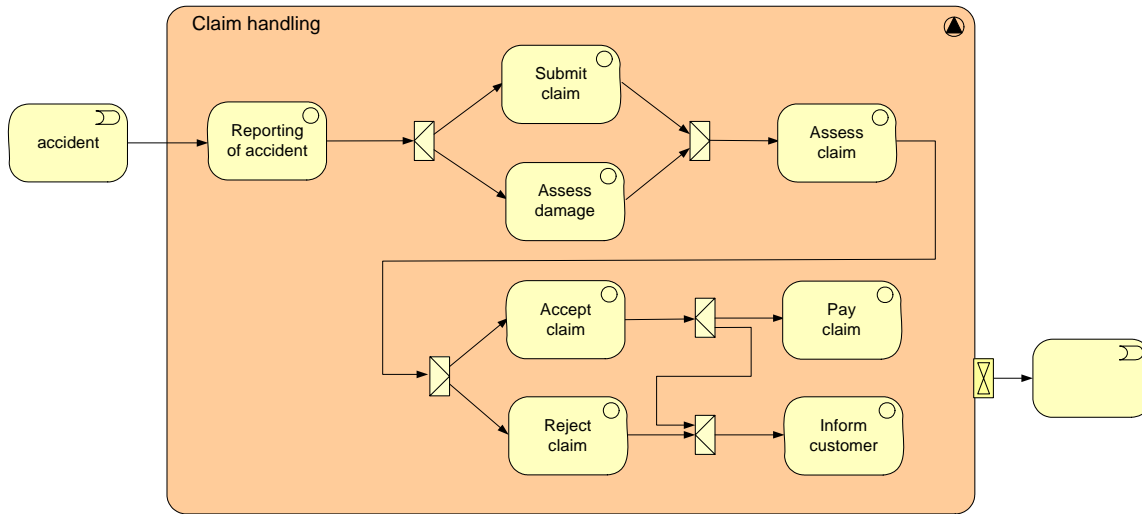 Claim handling
accident
Reporting
of accident
Submit
claim
Assess
damage
Assess
claim
Accept
claim
Pay
claim
Reject
claim
Inform
customer